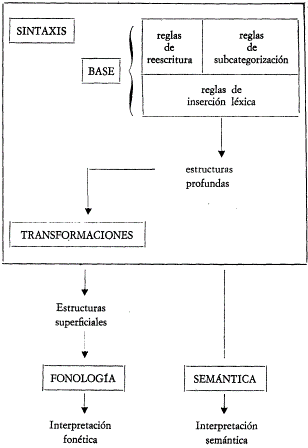 SINTAXIS
BASE
reglas
de
reescritura
reglas
de
subcategorización
reglas de
inserción léxica
estructuras
profundas
TRANSFORMACIONES
Estructuras
superficiales
FONOLOGÍA
SEMÁNTICA
Interpretación
fonética
Interpretación
semántica